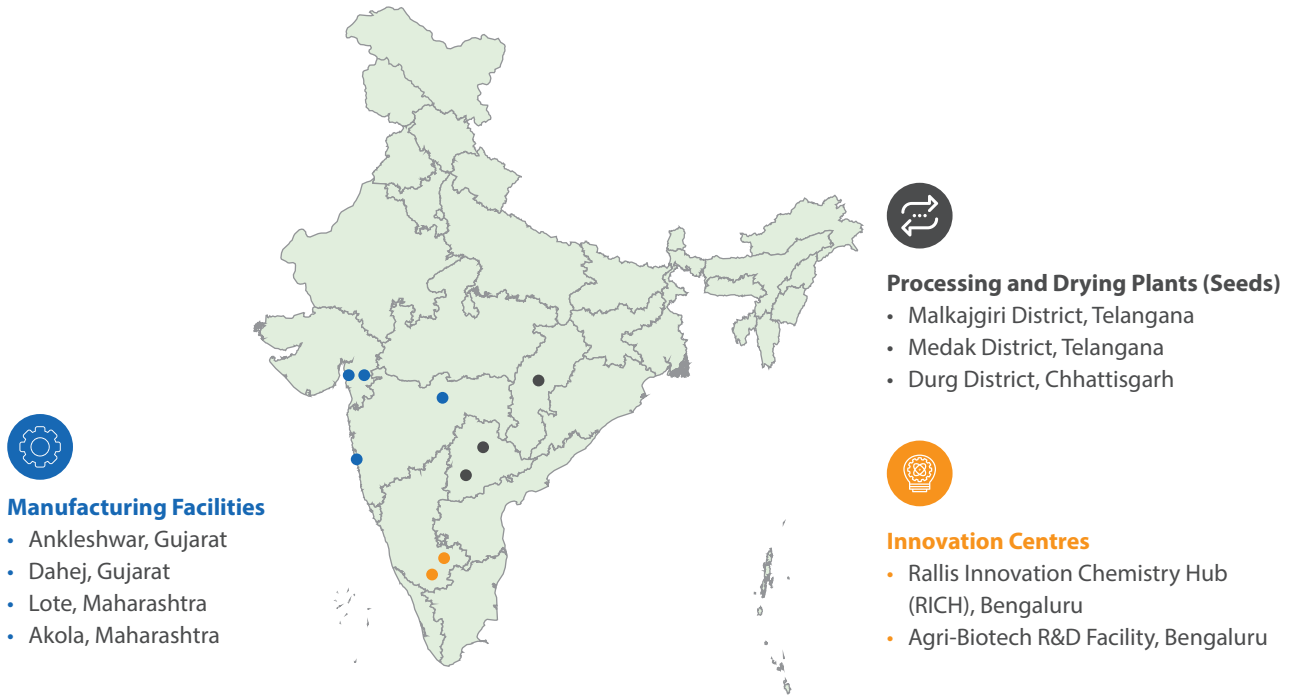 Processing and Drying Plants (Seeds)
• Malkajgiri District, Telangana
• Medak District, Telangana
• Durg District, Chhattisgarh
Manufacturing Facilities
• Ankleshwar, Gujarat
• Dahej, Gujarat
• Lote, Maharashtra
• Akola, Maharashtra
Innovation Centres
• Rallis Innovation Chemistry Hub
(RICH), Bengaluru
• Agri-Biotech R&D Facility, Bengaluru